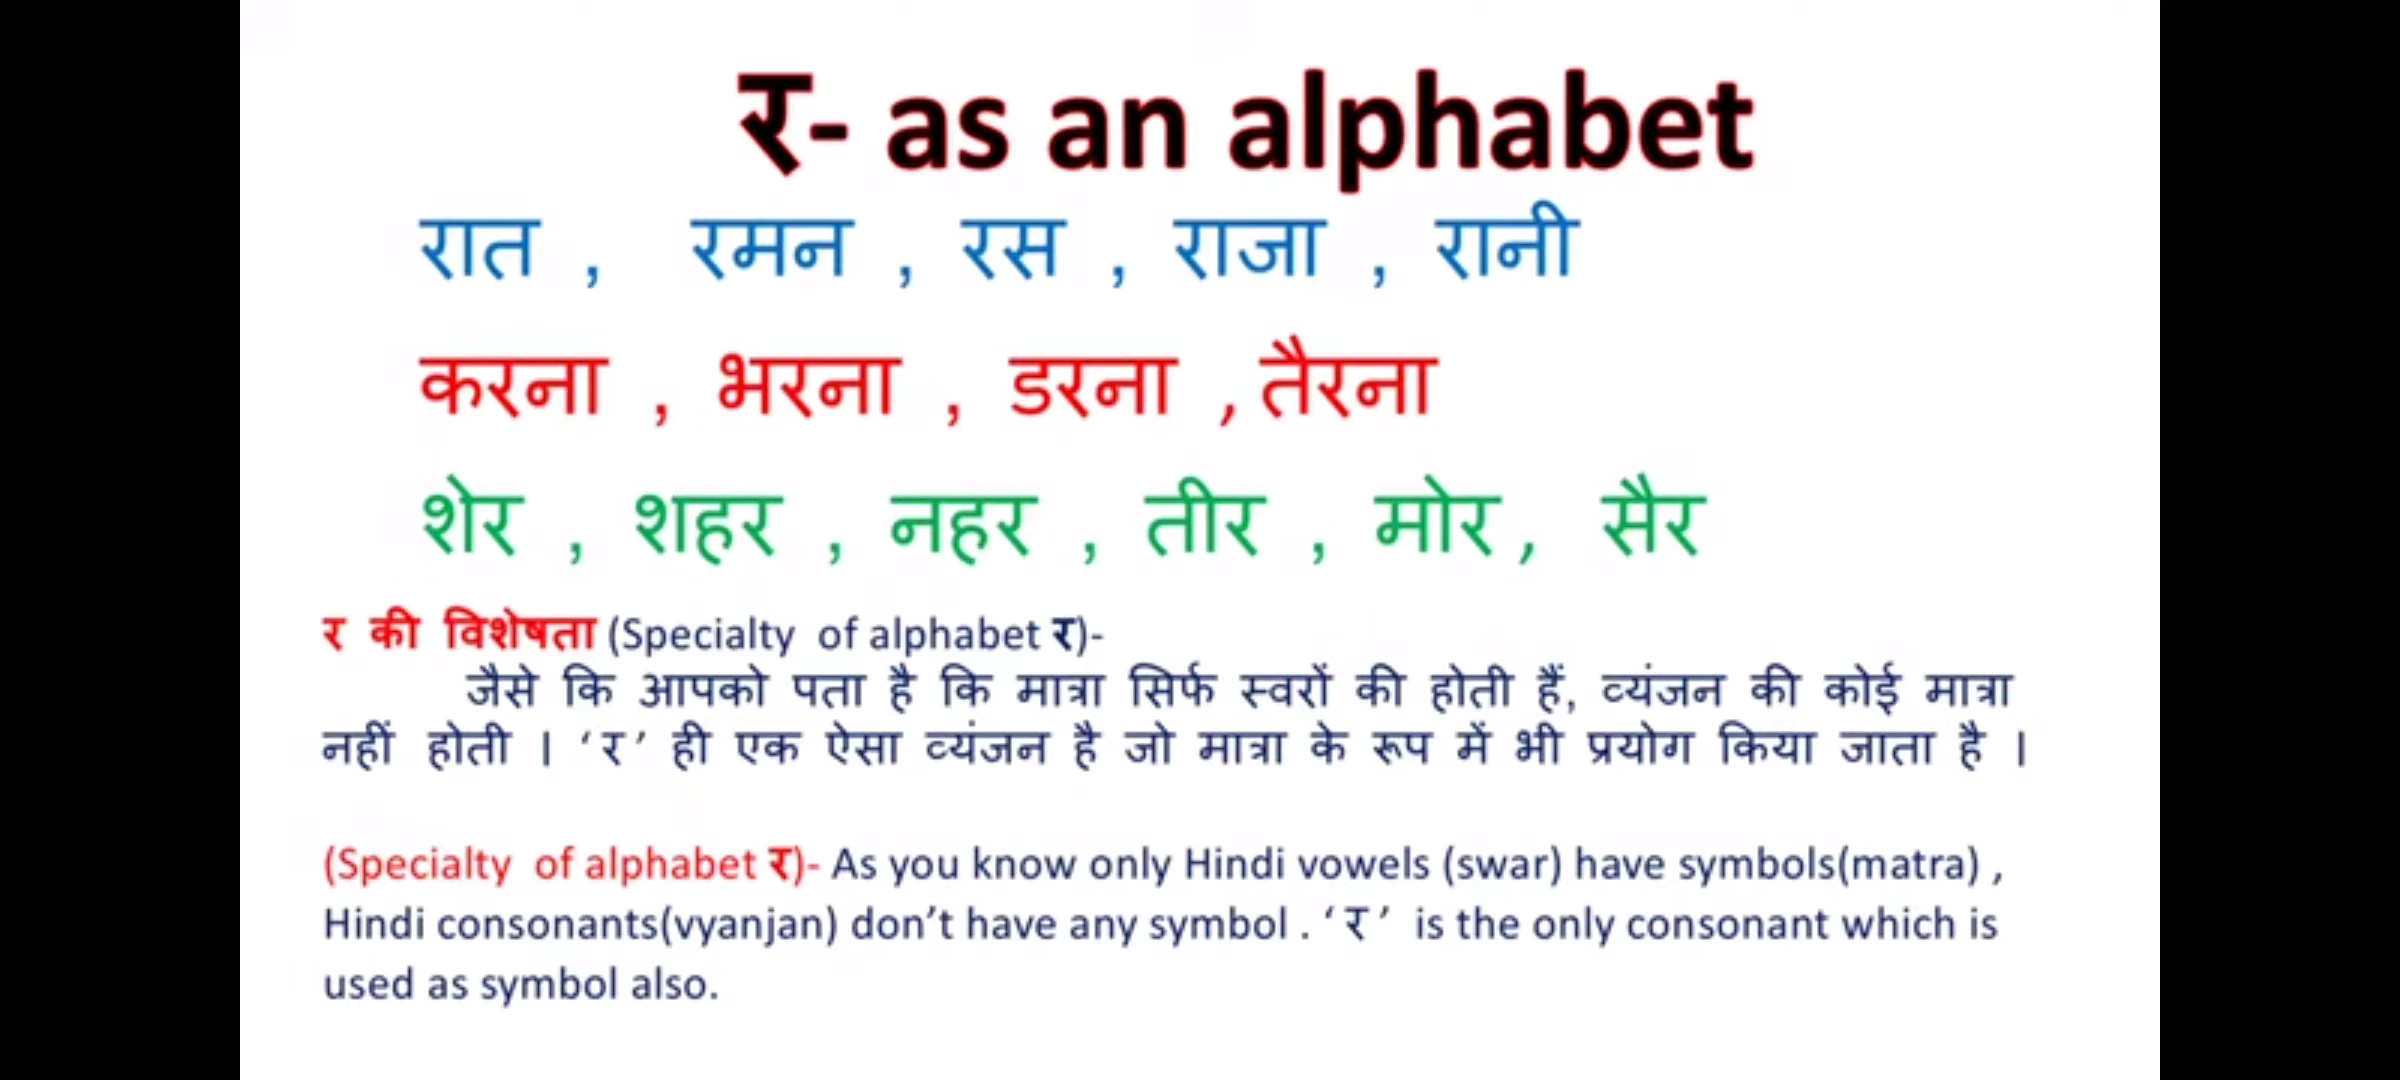 र- as an alphabet
रात , रमन , रस , राजा , रानी
करना , भरना , डरना , तैरना
शेर , शहर , नहर , तीर , मोर , सैर
र की विशेषता (Specialty of alphabet र)-
जैसे कि आपको पता है कि मात्रा सिर्फ स्वरों की होती हैं, व्यंजन की कोई मात्रा
नहीं होती । ‘र’ ही एक ऐसा व्यंजन है जो मात्रा के रूप में भी प्रयोग किया जाता है ।
(Specialty of alphabet र)- As you know only Hindi vowels (swar) have symbols(matra) ,
Hindi consonants(vyanjan) don’t have any symbol . ‘र’ is the only consonant which is
used as symbol also.